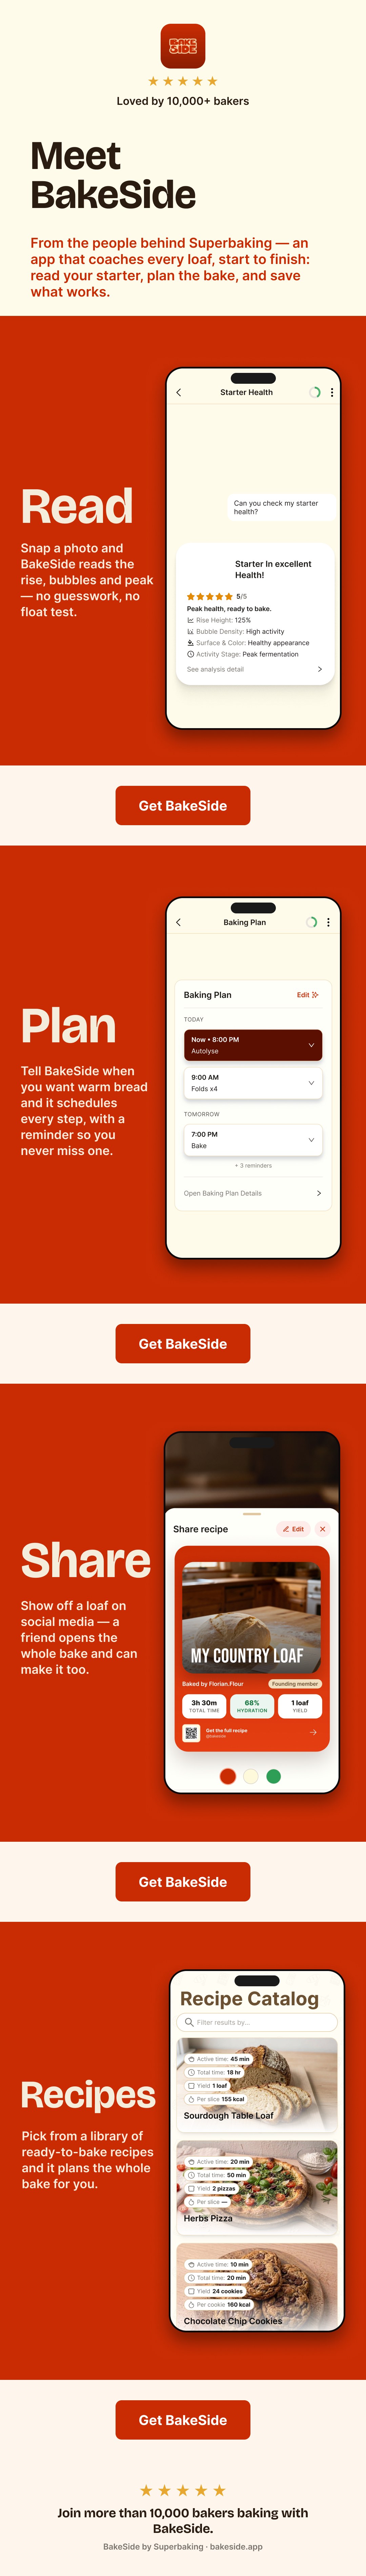 BAKE
SIDE
Loved by 10,000+ bakers
Meet
BakeSide
From the people behind Superbaking — an
app that coaches every loaf, start to finish:
read your starter, plan the bake, and save
what works.
Read
Snap a photo and
BakeSide reads the
rise, bubbles and peak
— no guesswork, no
float test.
Starter Health
Can you check my starter
health?
Starter In excellent
Health!
5/5
Peak health, ready to bake.
Rise Height: 125%
Bubble Density: High activity
Surface & Color: Healthy appearance
Activity Stage: Peak fermentation
See analysis detail
Get BakeSide
Plan
Tell BakeSide when
you want warm bread
and it schedules
every step, with a
reminder so you
never miss one.
Baking Plan
Baking Plan
Edit
TODAY
Now • 8:00 PM
Autolyse
9:00 AM
Folds x4
TOMORROW
7:00 PM
Bake
+ 3 reminders
Open Baking Plan Details
Get BakeSide
Share
Show off a loaf on
social media — a
friend opens the
whole bake and can
make it too.
Share recipe
Edit
MY COUNTRY LOAF
Baked by Florian.Flour
Founding member
3h 30m
TOTAL TIME
68%
HYDRATION
1 loaf
YIELD
Get the full recipe
@bakeside
Get BakeSide
Recipes
Pick from a library of
ready-to-bake recipes
and it plans the whole
bake for you.
Recipe Catalog
Filter results by...
Active time: 45 min
Total time: 18 hr
Yield 1 loaf
Per slice 155 kcal
Sourdough Table Loaf
Active time: 20 min
Total time: 50 min
Yield 2 pizzas
Per slice —
Herbs Pizza
Active time: 10 min
Total time: 20 min
Yield 24 cookies
Per cookie 160 kcal
Chocolate Chip Cookies
Get BakeSide
Join more than 10,000 bakers baking with
BakeSide.
BakeSide by Superbaking · bakeside.app